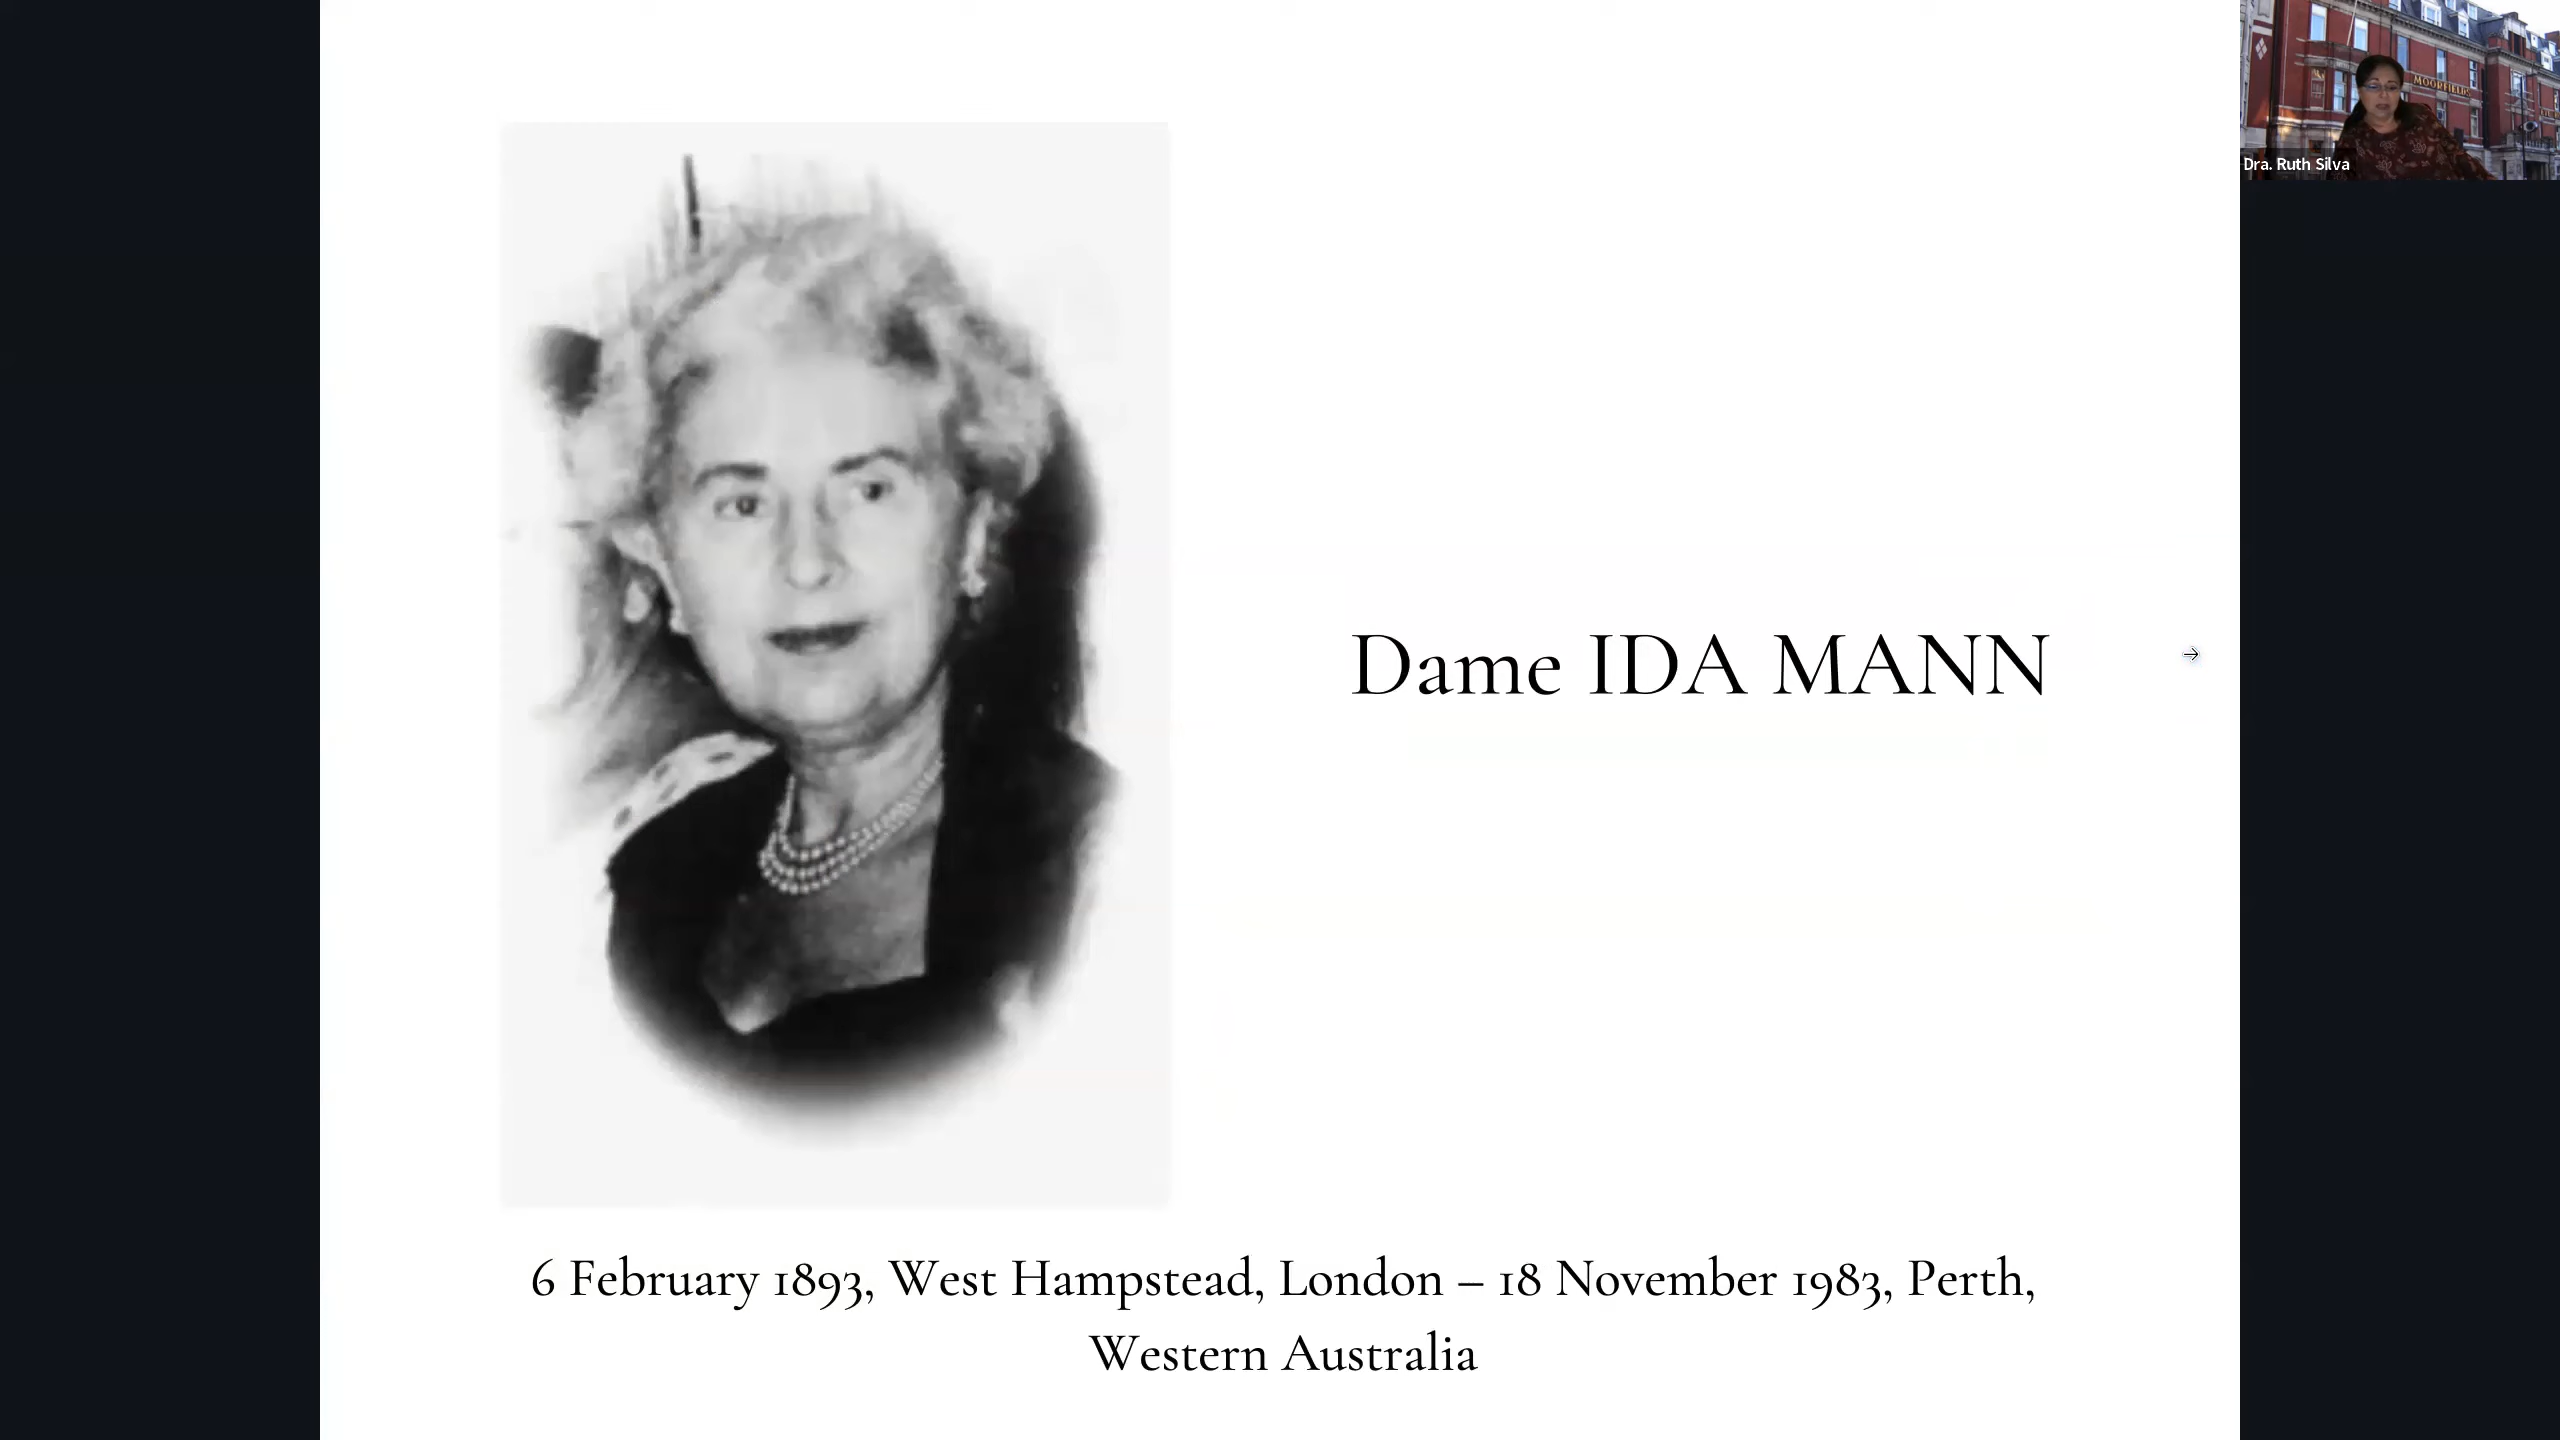 MOORFIELDS
Dra. Ruth Silva
Dame IDA MANN
6 February 1893, West Hampstead, London – 18 November 1983, Perth,
Western Australia